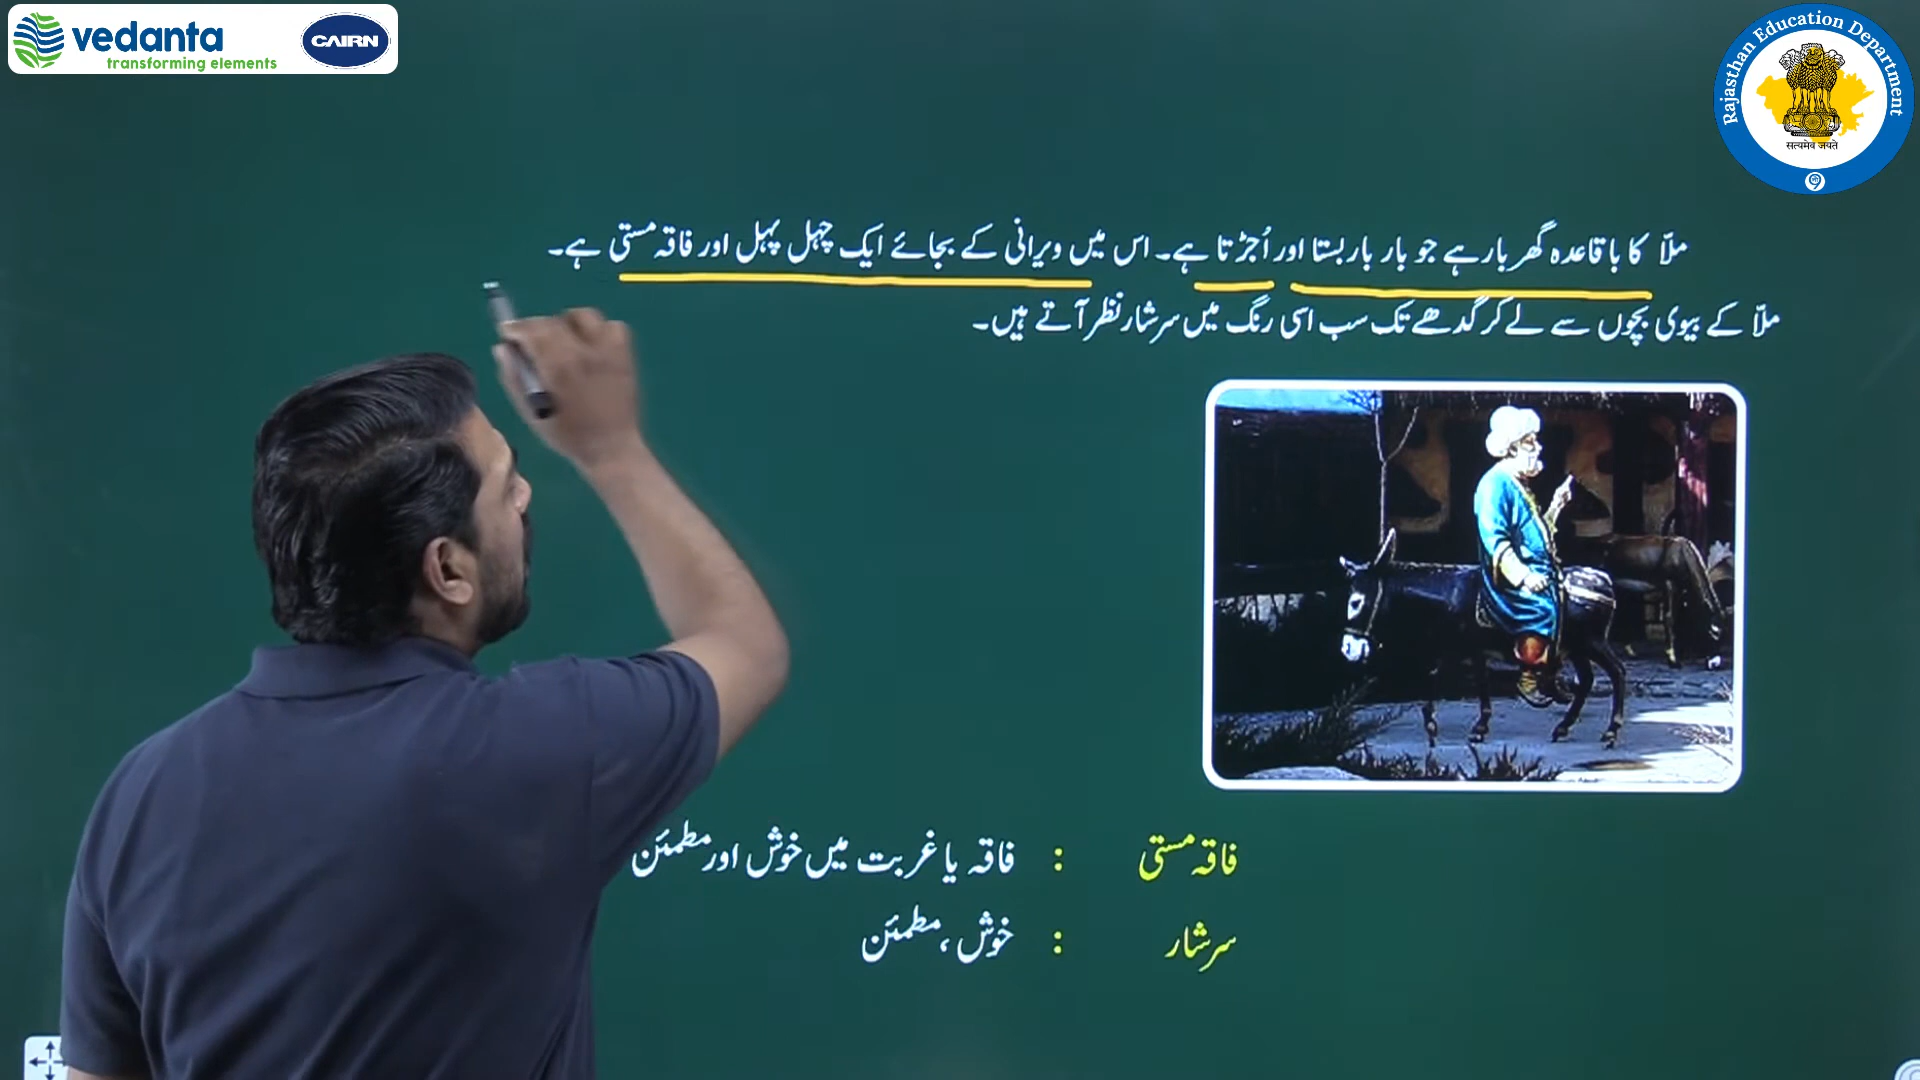 vedanta
transforming elements
CAIRN
Rajasthan Education Department
सत्यमेव जयते
ملاّ کا باقاعدہ گھر بار ہے جو بار بار بستا اور اُجڑتا ہے۔ اس میں ویرانی کے بجائے ایک چہل پہل اور فاقہ مستی ہے۔
ملاّ کے بیوی بچوں سے لے کر گدھے تک سب اسی رنگ میں سرشار نظر آتے ہیں۔
فاقہ مستی : فاقہ یا غربت میں خوش اور مطمئن
سرشار : خوش، مطمئن